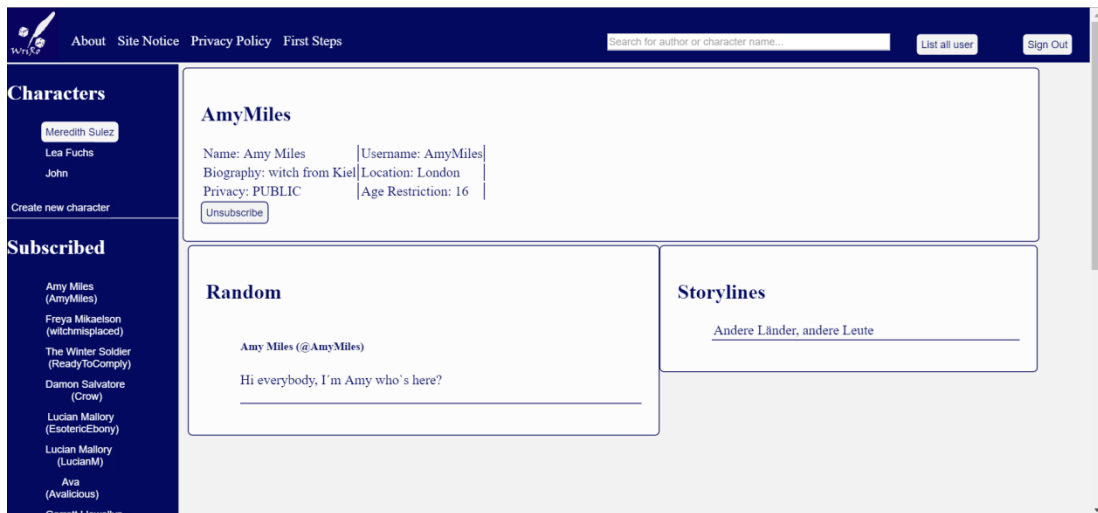 WriRo
About Site Notice Privacy Policy First Steps
Search for author or character name...
List all user
Sign Out
Characters
Meredith Sulez
Lea Fuchs
John
Create new character
Subscribed
Amy Miles
(AmyMiles)
Freya Mikaelson
(witchmisplaced)
The Winter Soldier
(ReadyToComply)
Damon Salvatore
(Crow)
Lucian Mallory
(EsotericEbony)
Lucian Mallory
(LucianM)
Ava
(Avalicious)
AmyMiles
Name: Amy Miles Username: AmyMiles
Biography: witch from Kiel Location: London
Privacy: PUBLIC Age Restriction: 16
Unsubscribe
Random
Amy Miles (@AmyMiles)
Hi everybody, I´m Amy who`s here?
Storylines
Andere Länder, andere Leute